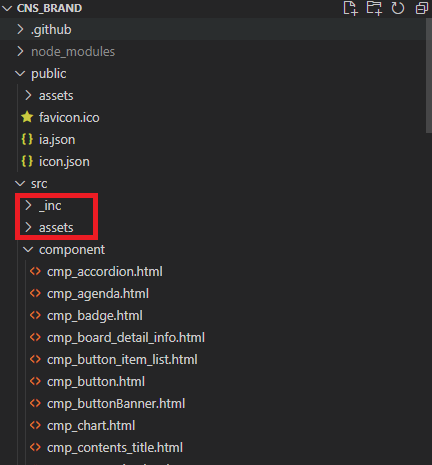 CNS_BRAND
.github
node_modules
public
assets
favicon.ico
ia.json
icon.json
src
_inc
assets
component
cmp_accordion.html
cmp_agenda.html
cmp_badge.html
cmp_board_detail_info.html
cmp_button_item_list.html
cmp_button.html
cmp_buttonBanner.html
cmp_chart.html
cmp_contents_title.html